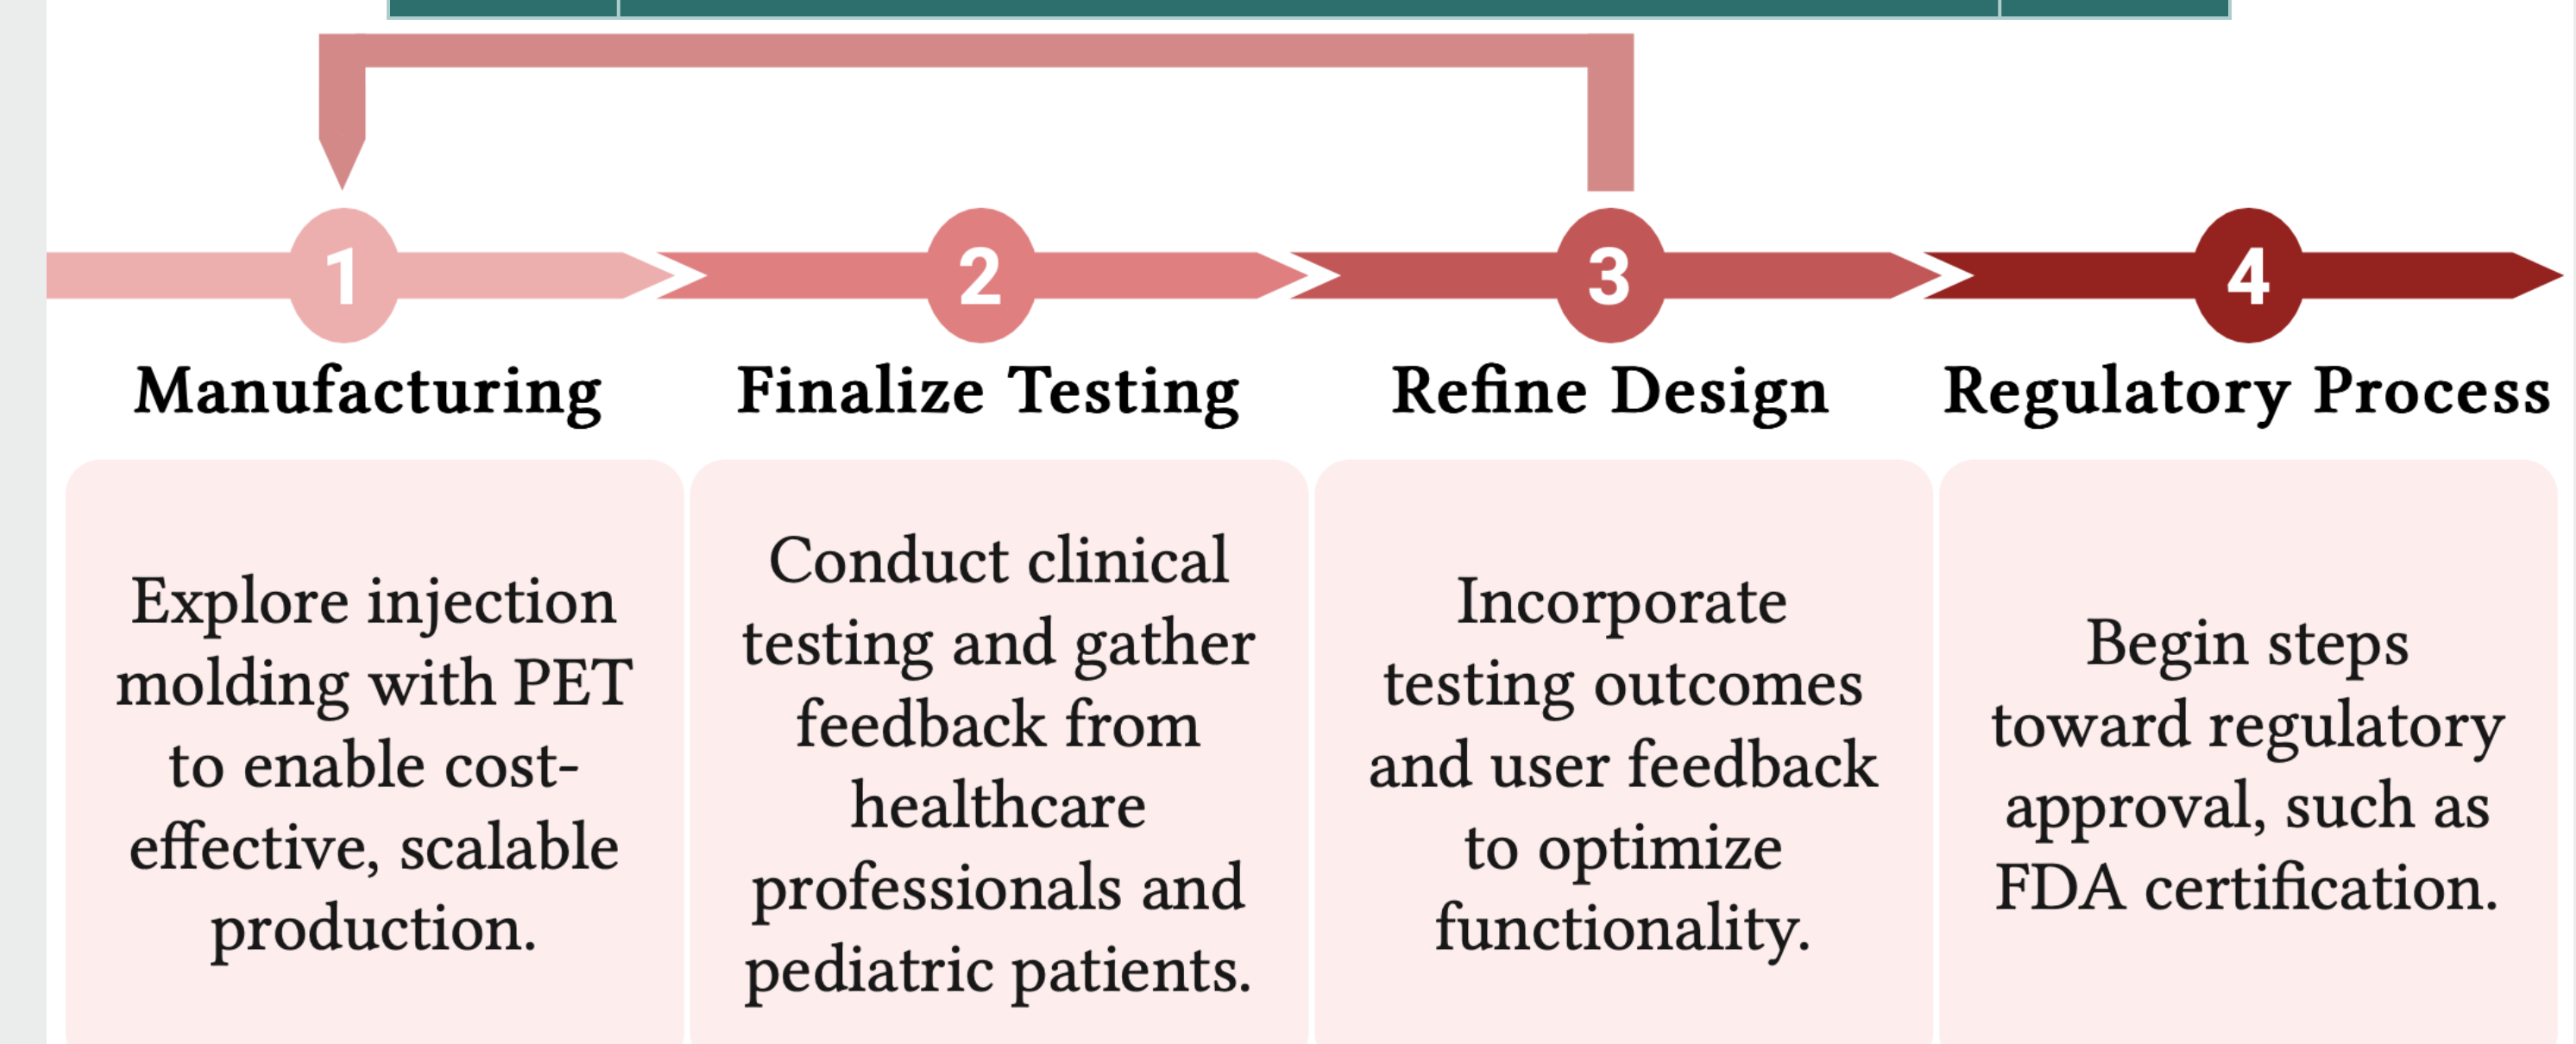 1
2
3
4
Manufacturing
Finalize Testing
Refine Design
Regulatory Process
Explore injection
molding with PET
to enable cost-
effective, scalable
production.
Conduct clinical
testing and gather
feedback from
healthcare
professionals and
pediatric patients.
Incorporate
testing outcomes
and user feedback
to optimize
functionality.
Begin steps
toward regulatory
approval, such as
FDA certification.